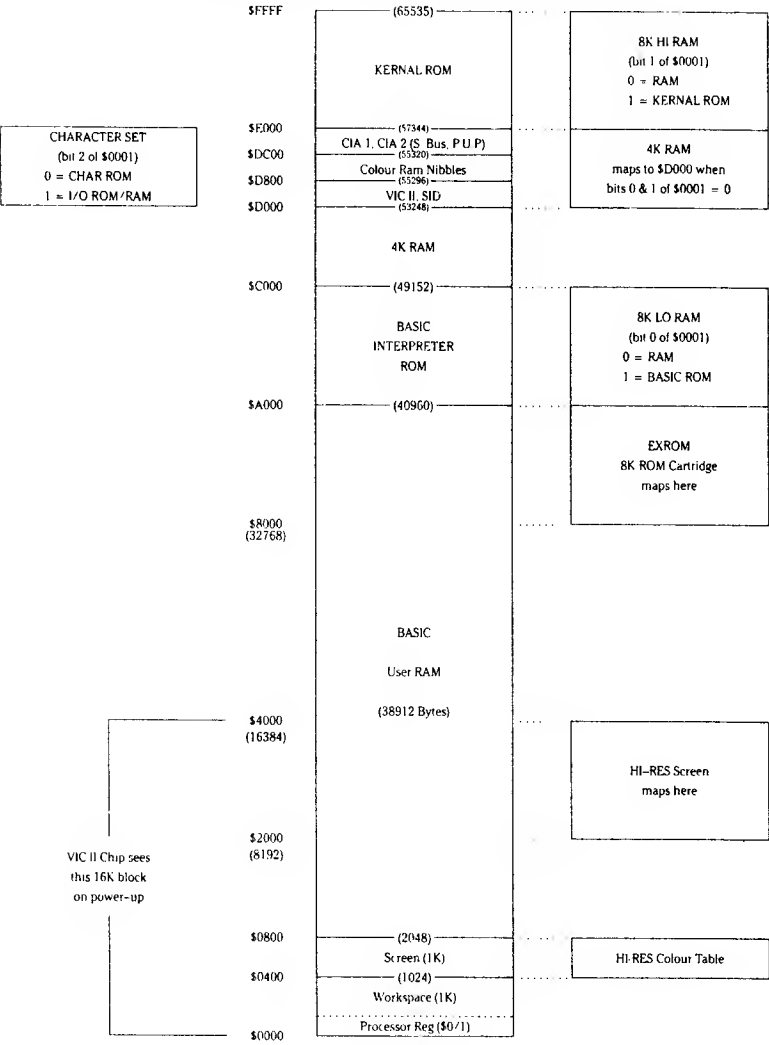 $FFFF
(65535)
8K HI RAM
(bit 1 of $0001)
0 = RAM
1 = KERNAL ROM
KERNAL ROM
$E000
(57344)
CHARACTER SET
(bit 2 of $0001)
0 = CHAR ROM
1 = I/O ROM/RAM
CIA 1, CIA 2 (S. Bus, P.U.P)
$DC00
(55320)
Colour Ram Nibbles
$D800
(55296)
VIC II, SID
$D000
(53248)
4K RAM
maps to $D000 when
bits 0 & 1 of $0001 = 0
4K RAM
$C000
(49152)
BASIC
INTERPRETER
ROM
8K LO RAM
(bit 0 of $0001)
0 = RAM
1 = BASIC ROM
$A000
(40960)
EXROM
8K ROM Cartridge
maps here
$8000
(32768)
BASIC
User RAM
(38912 Bytes)
$4000
(16384)
HI-RES Screen
maps here
$2000
(8192)
VIC II Chip sees
this 16K block
on power-up
$0800
(2048)
Screen (1K)
HI-RES Colour Table
$0400
(1024)
Workspace (1K)
Processor Reg ($0/1)
$0000